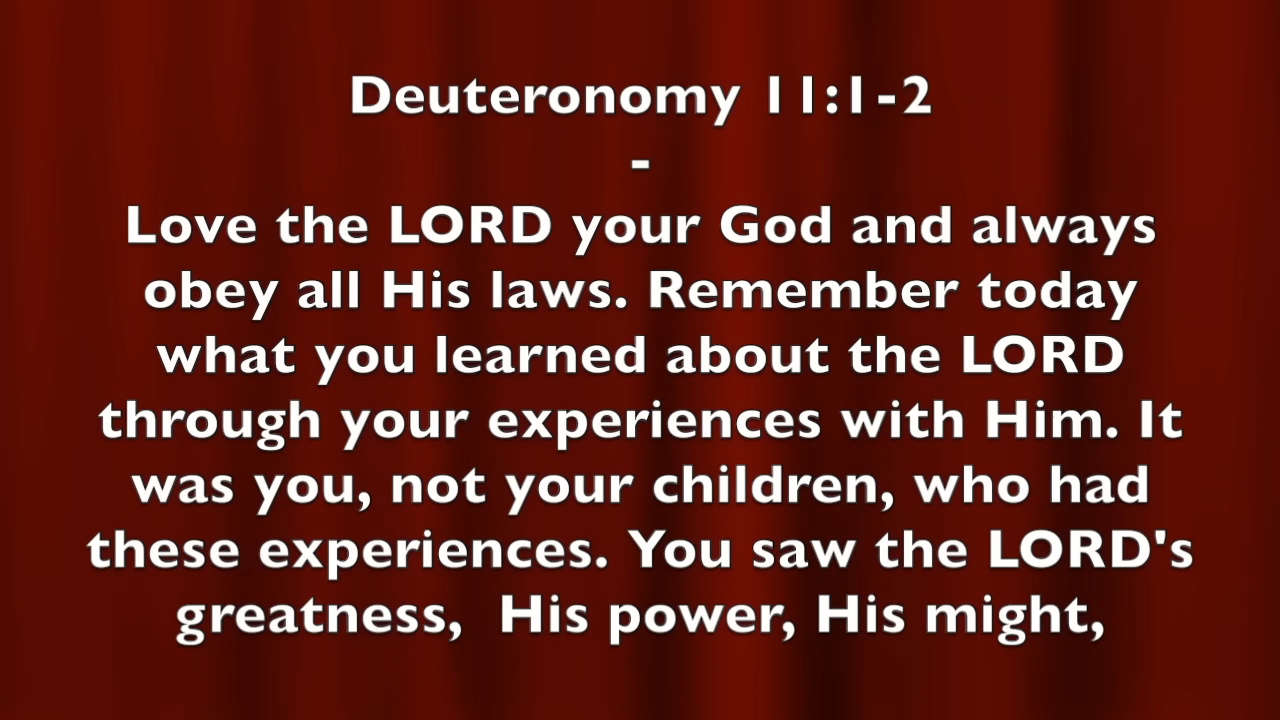 Deuteronomy 11:1-2
-
Love the LORD your God and always
obey all His laws. Remember today
what you learned about the LORD
through your experiences with Him. It
was you, not your children, who had
these experiences. You saw the LORD's
greatness,  His power, His might,